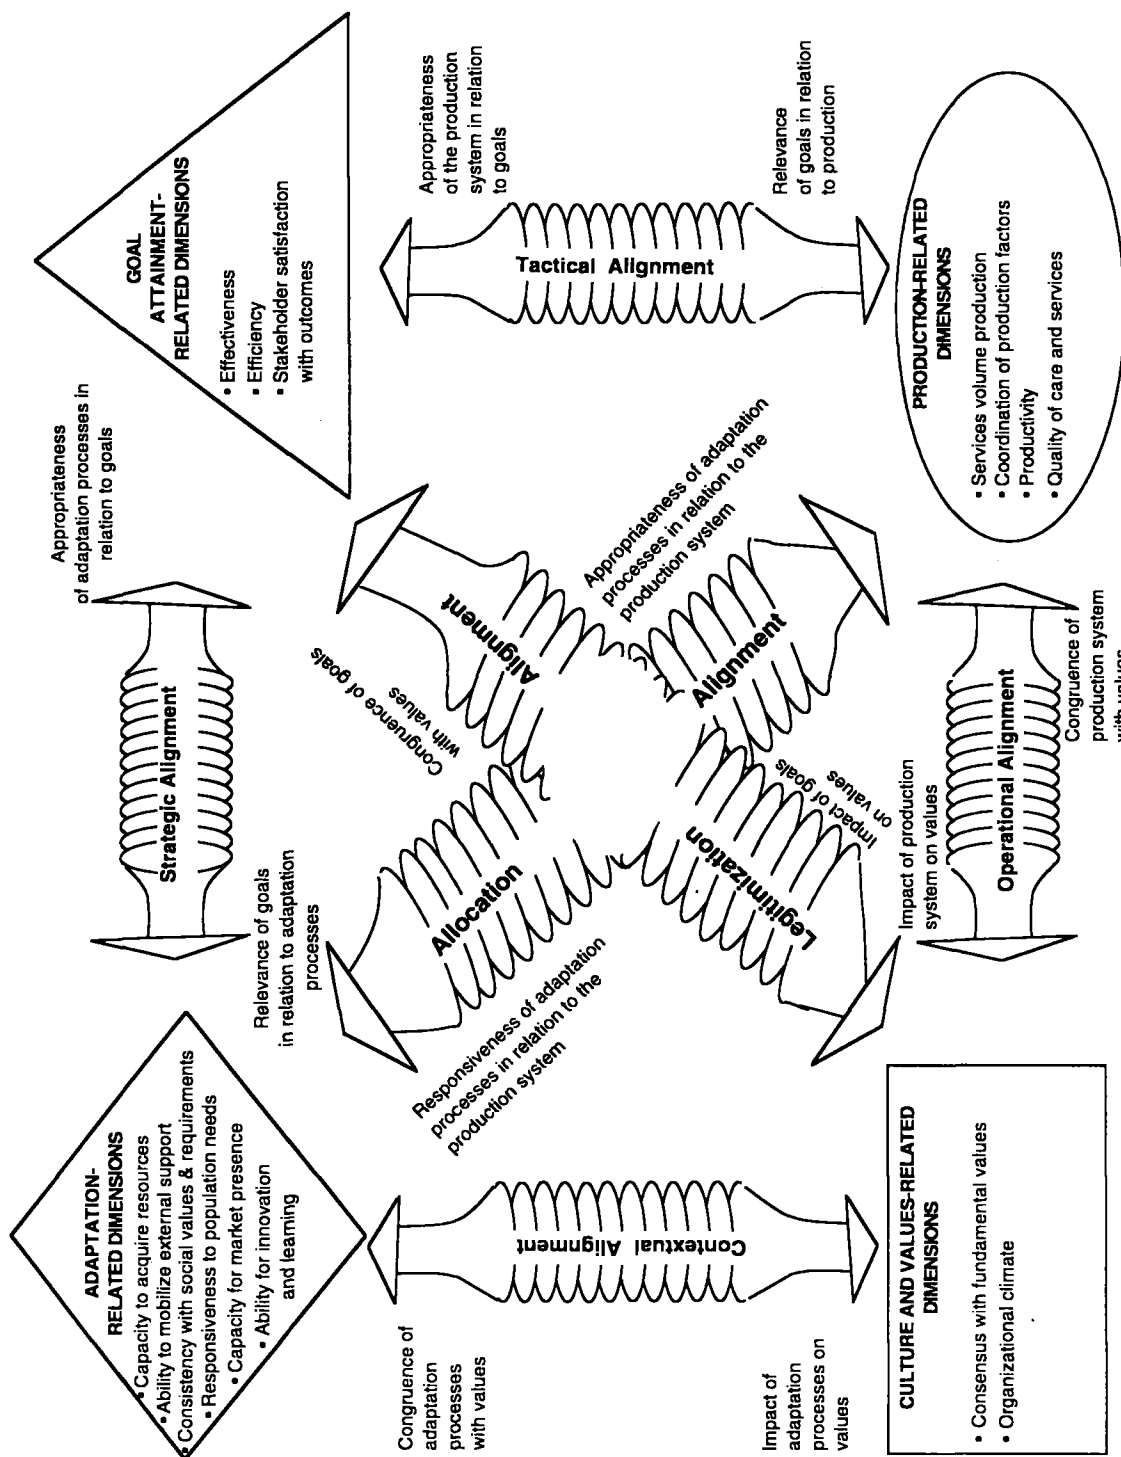 ADAPTATION-
RELATED DIMENSIONS
• Capacity to acquire resources
• Ability to mobilize external support
• Consistency with social values & requirements
• Responsiveness to population needs
• Capacity for market presence
• Ability for innovation
and learning
Strategic Alignment
Relevance of goals
in relation to adaptation
processes
Appropriateness
of adaptation processes in
relation to goals
GOAL
ATTAINMENT-
RELATED DIMENSIONS
• Effectiveness
• Efficiency
• Stakeholder satisfaction
with outcomes
Congruence of
adaptation
processes
with values
Contextual Alignment
Impact of
adaptation
processes on
values
Allocation
Alignment
Responsiveness of adaptation
processes in relation to the
production system
Appropriateness of adaptation
processes in relation to the
production system
Legitimization
Alignment
Congruence of goals
with values
Impact of goals
on values
Appropriateness
of the production
system in relation
to goals
Tactical Alignment
Relevance
of goals in relation
to production
CULTURE AND VALUES-RELATED
DIMENSIONS
• Consensus with fundamental values
• Organizational climate
Impact of production
system on values
Operational Alignment
Congruence of
production system
with values
PRODUCTION-RELATED
DIMENSIONS
• Services volume production
• Coordination of production factors
• Productivity
• Quality of care and services